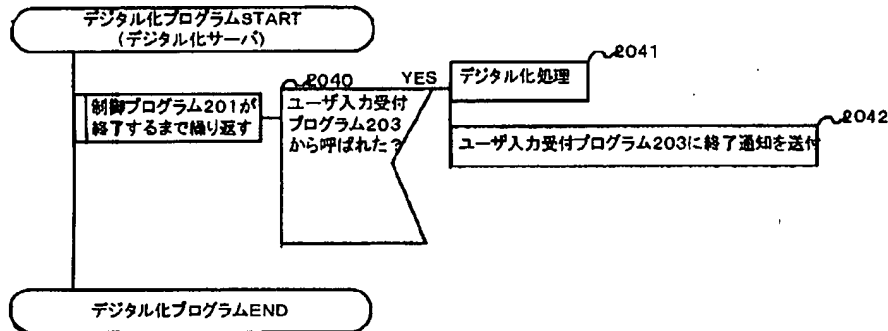 デジタル化プログラムSTART
(デジタル化サーバ)
制御プログラム201が
終了するまで繰り返す
2040
ユーザ入力受付
プログラム203
から呼ばれた?
YES
デジタル化処理
2041
ユーザ入力受付プログラム203に終了通知を送付
2042
デジタル化プログラムEND